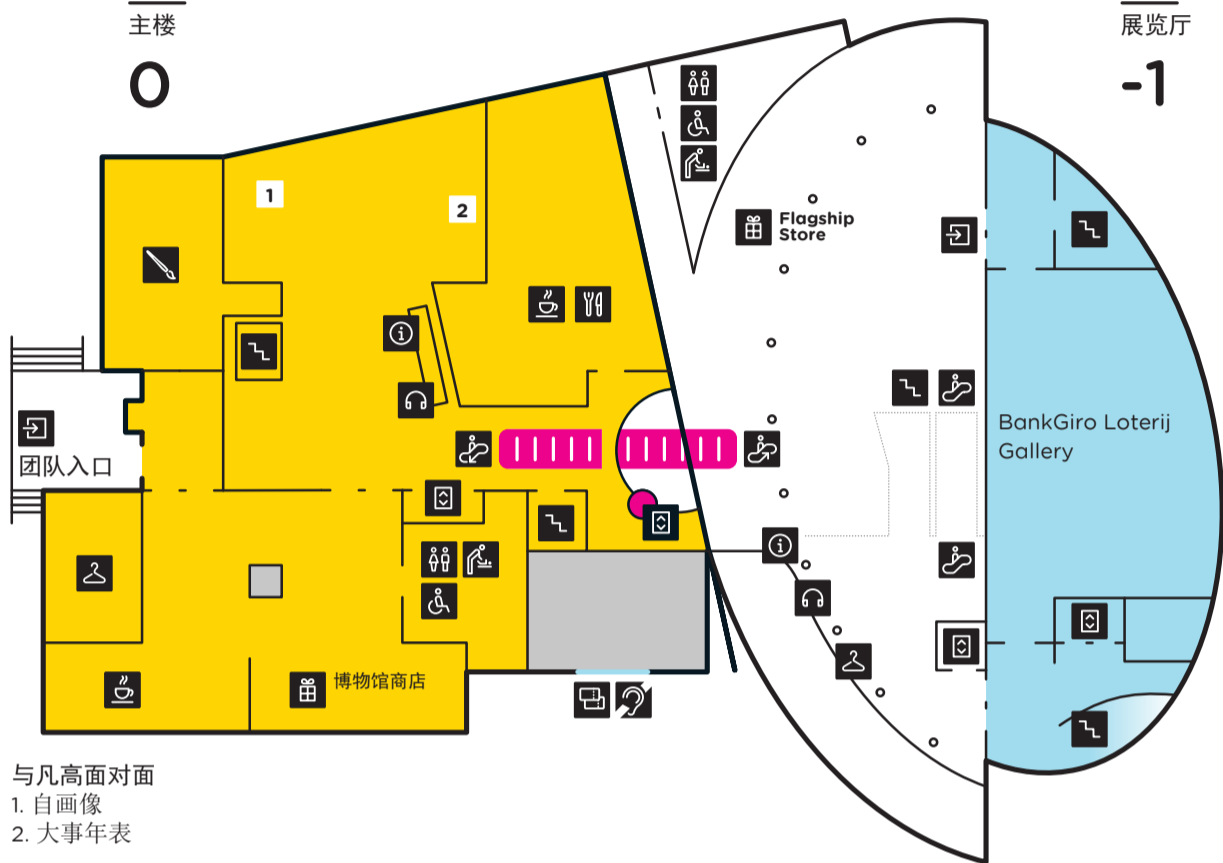 主楼
0
展览厅
-1
1
2
Flagship
Store
团队入口
BankGiro Loterij
Gallery
博物馆商店
与凡高面对面
1. 自画像
2. 大事年表